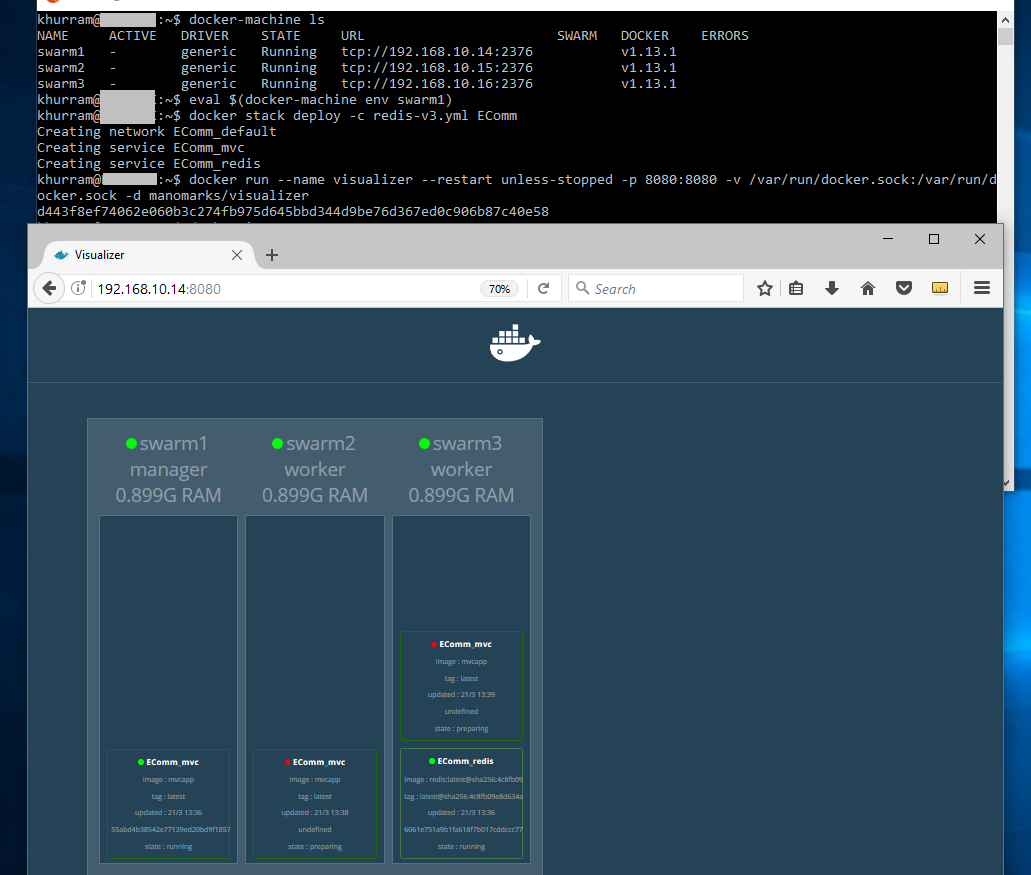 khurram@ :~$ docker-machine ls
NAME ACTIVE DRIVER STATE URL SWARM DOCKER ERRORS
swarm1 - generic Running tcp://192.168.10.14:2376 v1.13.1
swarm2 - generic Running tcp://192.168.10.15:2376 v1.13.1
swarm3 - generic Running tcp://192.168.10.16:2376 v1.13.1
khurram@ :~$ eval $(docker-machine env swarm1)
khurram@ :~$ docker stack deploy -c redis-v3.yml EComm
Creating network EComm_default
Creating service EComm_mvc
Creating service EComm_redis
khurram@ :~$ docker run --name visualizer --restart unless-stopped -p 8080:8080 -v /var/run/docker.sock:/var/run/d
ocker.sock -d manomarks/visualizer
d443f8ef74062e060b3c274fb975d645bbd344d9be76d367ed0c906b87c40e58
Visualizer
192.168.10.14:8080 70% Search
swarm1 swarm2 swarm3
manager worker worker
0.899G RAM 0.899G RAM 0.899G RAM
EComm_mvc
image : mvcapp
tag : latest
updated : 21/3 13:39
undefined
state : preparing
EComm_mvc
image : mvcapp
tag : latest
updated : 21/3 13:36
55abd4b38542e77139ed20bd9f1857
state : running
EComm_mvc
image : mvcapp
tag : latest
updated : 21/3 13:38
undefined
state : preparing
EComm_redis
image : redis:latest@sha256:4c8fb09
tag : latest@sha256:4c8fb09e8d634a
updated : 21/3 13:36
6061e751a9b1fa618f7b017cddccc77
state : running